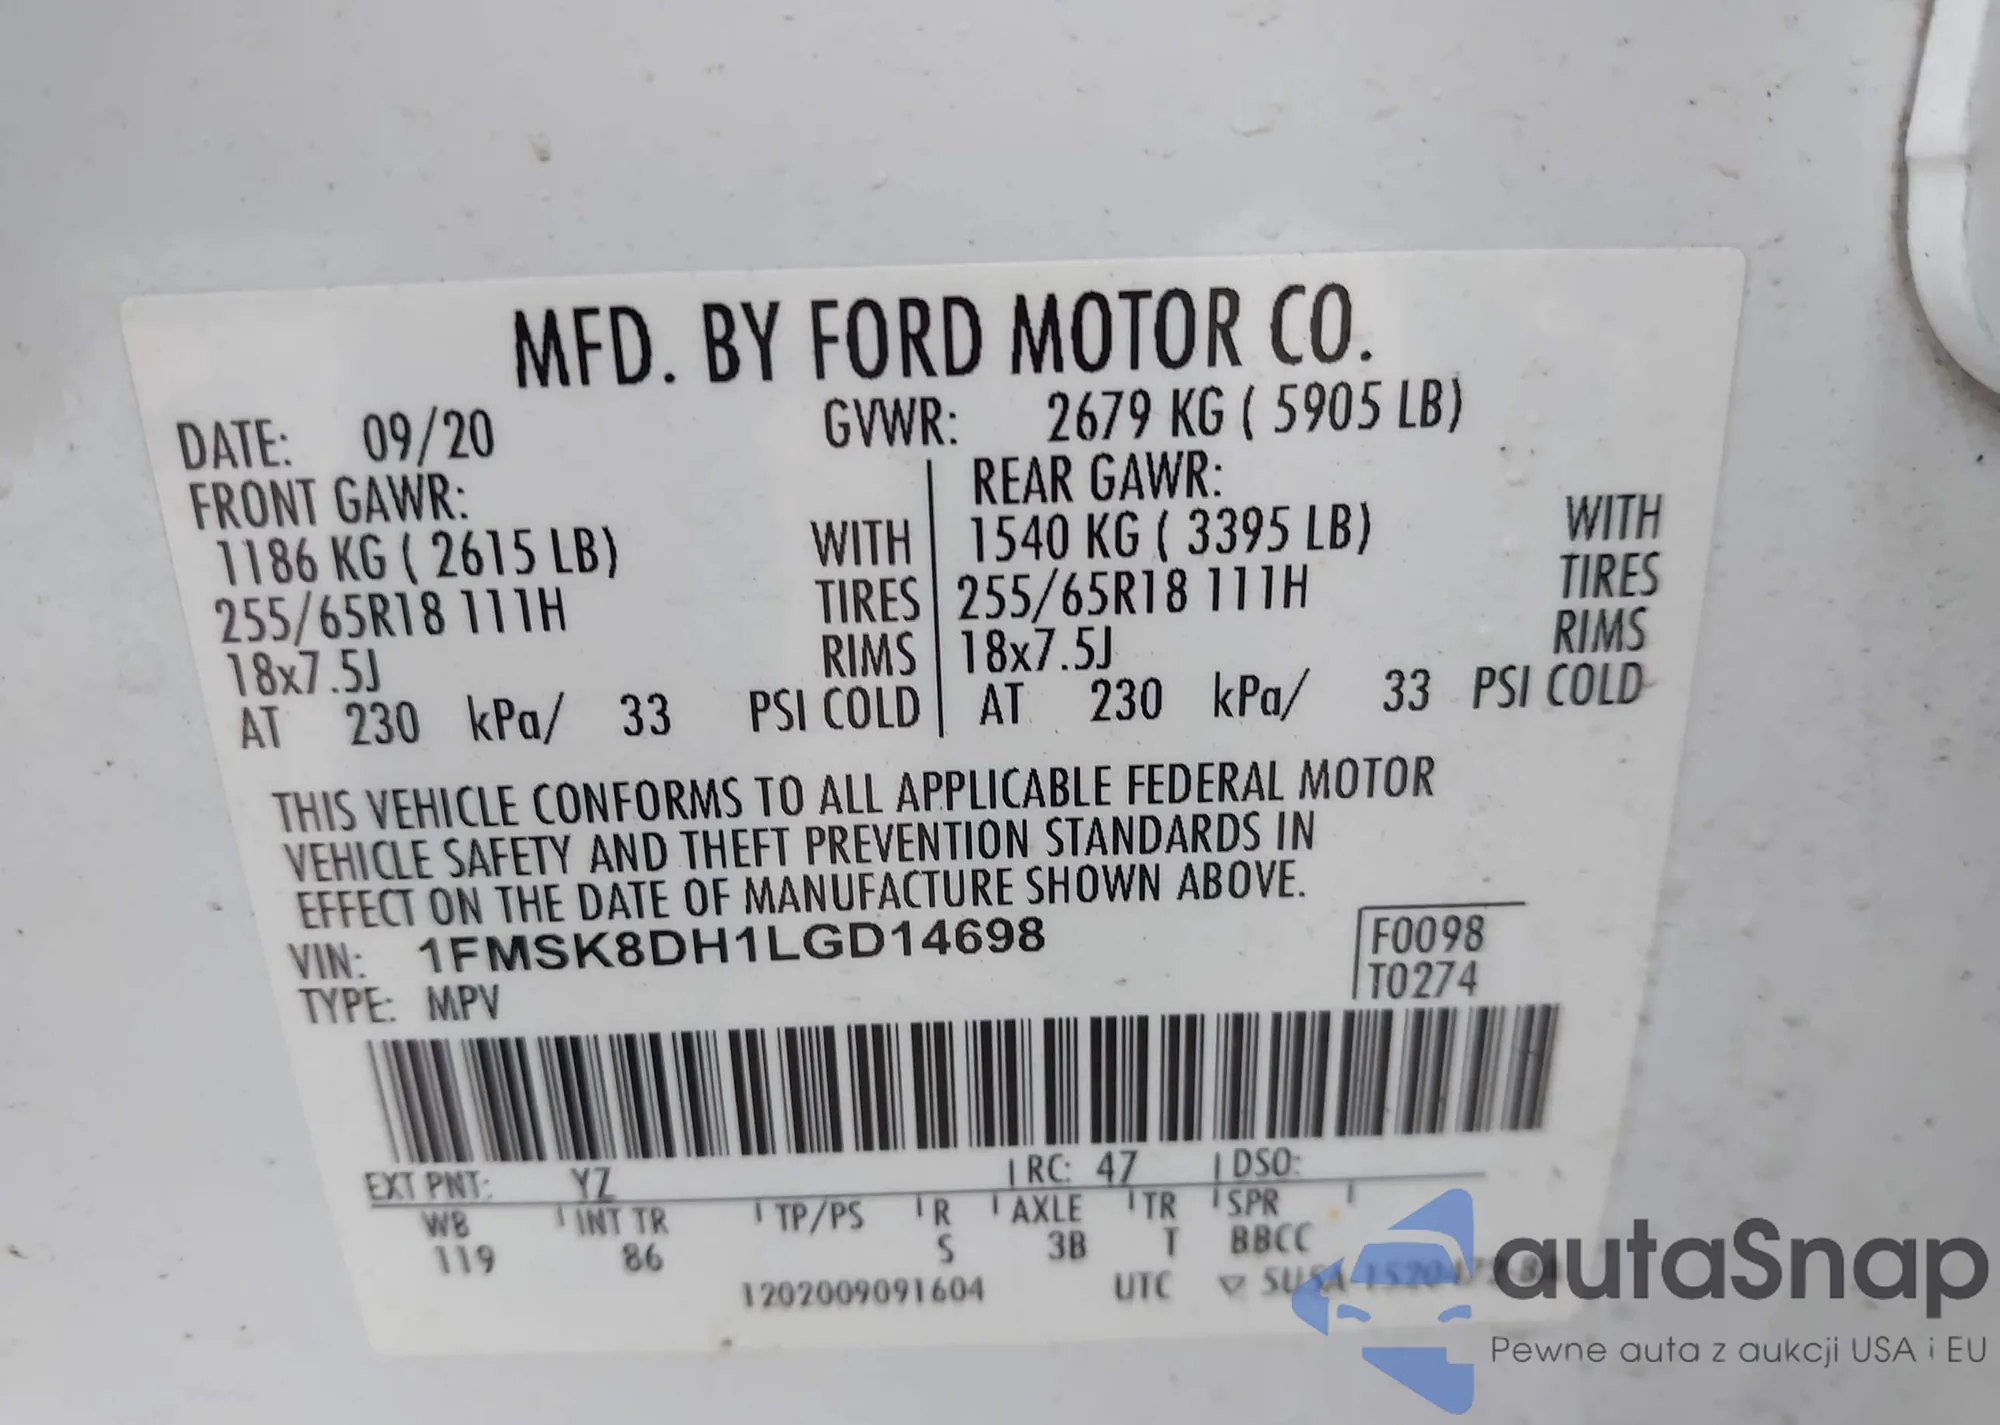 MFD. BY FORD MOTOR CO.
DATE: 09/20 GVWR: 2679 KG ( 5905 LB)
FRONT GAWR: REAR GAWR:
1186 KG ( 2615 LB) WITH 1540 KG ( 3395 LB) WITH
255/65R18 111H TIRES 255/65R18 111H TIRES
18x7.5J RIMS 18x7.5J RIMS
AT 230 kPa/ 33 PSI COLD AT 230 kPa/ 33 PSI COLD
THIS VEHICLE CONFORMS TO ALL APPLICABLE FEDERAL MOTOR
VEHICLE SAFETY AND THEFT PREVENTION STANDARDS IN
EFFECT ON THE DATE OF MANUFACTURE SHOWN ABOVE.
VIN: 1FMSK8DH1LGD14698 F0098
TYPE: MPV T0274
EXT PNT: YZ RC: 47 DSO:
WB INT TR TP/PS R AXLE TR SPR
119 86 S 3B T BBCC
1202009091604 UTC
autaSnap
Pewne auta z aukcji USA i EU